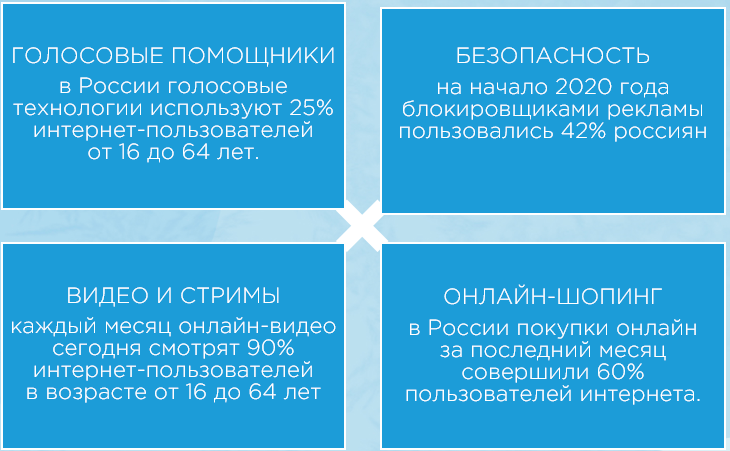 ГОЛОСОВЫЕ ПОМОЩНИКИ
в России голосовые
технологии используют 25%
интернет-пользователей
от 16 до 64 лет.
БЕЗОПАСНОСТЬ
на начало 2020 года
блокировщиками рекламы
пользовались 42% россиян
ВИДЕО И СТРИМЫ
каждый месяц онлайн-видео
сегодня смотрят 90%
интернет-пользователей
в возрасте от 16 до 64 лет
ОНЛАЙН-ШОПИНГ
в России покупки онлайн
за последний месяц
совершили 60%
пользователей интернета.